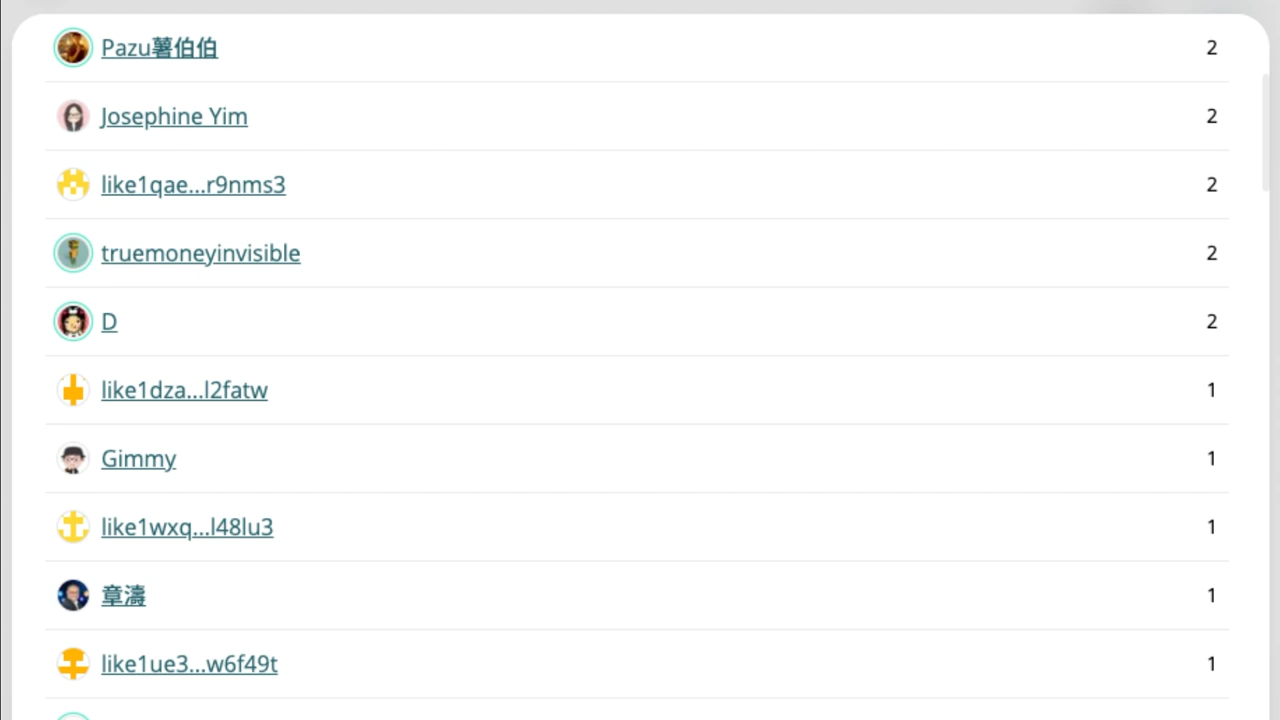 Pazu薯伯伯 2
Josephine Yim 2
like1qae...r9nms3 2
truemoneyinvisible 2
D 2
like1dza...l2fatw 1
Gimmy 1
like1wxq...l48lu3 1
章濤 1
like1ue3...w6f49t 1